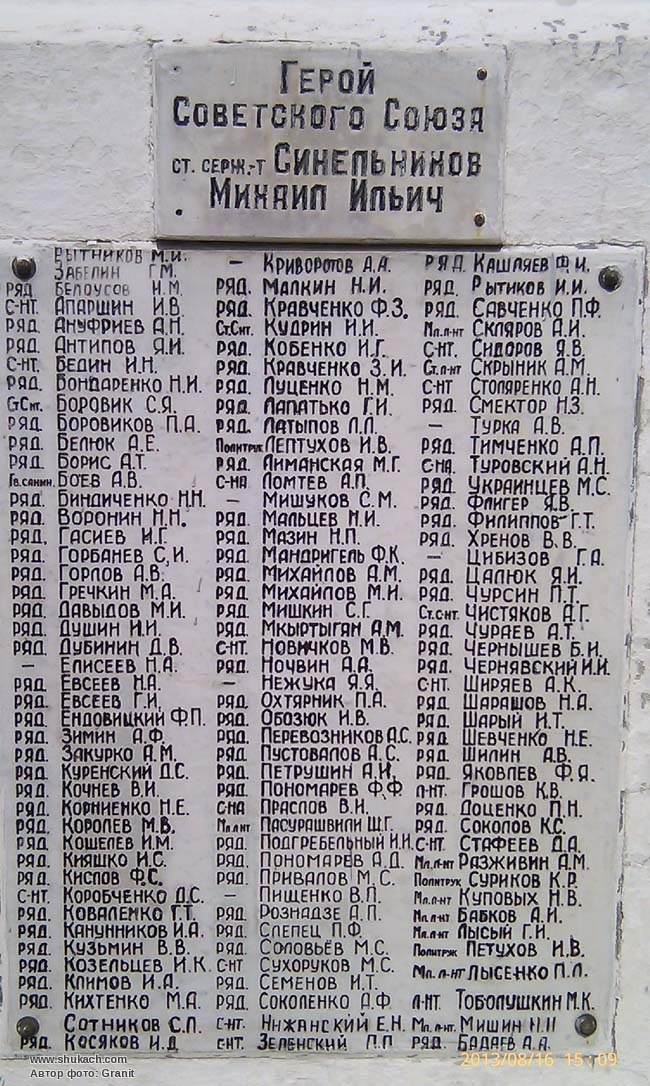 Герой
Советского Союза
ст. серж.-т Синельников
Михаил Ильич
Рытников М.И.
Забелин Г.М.
ряд Белоусов И.М.
с-нт. Апаршин И.В.
ряд. Ануфриев А.Н.
ряд. Антипов Я.И.
с-нт. Бедин И.Н.
ряд. Бондаренко Н.И.
Ст.Снт. Боровик С.Я.
ряд. Боровиков П.А.
ряд. Белюк А.Е.
ряд. Борис А.Т.
Гв.санин. Боев А.В.
ряд. Биндиченко Н.Н.
ряд. Воронин Н.Н.
ряд. Гасиев И.Г.
ряд. Горбанев С.И.
ряд. Горлов А.В.
ряд. Гречкин М.А.
ряд. Давыдов М.И.
ряд. Душин И.И.
ряд. Дубинин Д.В.
– Елисеев Н.А.
ряд. Евсеев Н.А.
ряд. Евсеев Г.И.
ряд. Ендовицкий Ф.П.
ряд. Зимин А.Ф.
ряд. Закурко А.М.
ряд. Куренский Д.С.
ряд. Кочнев В.И.
ряд. Корниенко Н.Е.
ряд. Королев М.В.
ряд. Кошелев И.М.
ряд. Кияшко И.С.
ряд. Кислов Ф.С.
с-нт. Коробченко Д.С.
ряд. Коваленко Т.Т.
ряд. Канунников И.А.
ряд. Кузьмин В.В.
ряд. Козельцев И.К.
ряд. Климов И.А.
ряд. Кихтенко М.А.
Сотников С.П.
ряд. Косяков И.Д
– Криворотов А.А.
ряд. Малкин Н.И.
ряд. Кравченко Ф.З.
Ст.Снт. Кудрин И.И.
ряд. Кобенко И.Г.
ряд. Кравченко З.И.
ряд. Луценко Н.М.
ряд. Лапатько Г.И.
ряд. Латыпов Л.Л.
Политрук Лептухов И.В.
ряд. Лиманская М.Г.
с-на Ломтев А.П.
– Мишуков С.М.
ряд. Мальцев Н.И.
ряд. Мазин Н.П.
ряд. Мандригель Ф.К.
ряд. Михайлов А.М.
ряд. Михайлов М.И.
ряд. Мишкин С.Г.
ряд. Мкыртыган А.М.
с-нт. Новичков М.В.
ряд. Ночвин А.А.
– Нежука Я.Я.
ряд. Охтярник П.А.
ряд. Обозюк И.В.
ряд. Перевозников А.С.
ряд. Пустовалов А.С.
ряд. Петрушин А.И.
ряд. Пономарев Ф.Ф
с-на Праслов В.И.
Мл.лнт Пасурашвили Ш.Г.
ряд. Подгребельный И.И.
ряд. Пономарев А.Д.
ряд. Привалов М.С.
– Пищенко В.П.
ряд. Рознадзе А.П.
ряд. Слепец П.Ф.
ряд. Соловьёв М.С.
с-нт Сухоруков М.С.
ряд. Семенов И.Т.
ряд. Соколенко А.Ф
с-нт. Нижанский Е.Н.
с-нт. Зеленский П.П
ряд. Кашляев Ф.И.
ряд. Рытиков И.И.
ряд. Савченко П.Ф.
Мл.л-нт Скляров А.И.
с-нт. Сидоров Я.В.
Ст.л-нт Скрыник А.М.
с-нт Столяренко А.Н.
ряд. Смектор Н.З.
– Турка А.В.
ряд. Тимченко А.П.
с-на Туровский А.Н.
ряд. Украинцев М.С.
ряд. Флигер Я.В.
ряд. Филиппов Г.Т.
ряд. Хренов В.В.
– Цибизов Г.А.
ряд. Цалюк Я.И.
ряд. Чурсин П.Т.
Ст.с-нт. Чистяков А.Г.
ряд. Чураев А.Т.
ряд. Чернышев Б.И.
ряд. Чернявский И.И.
с-нт. Ширяев А.К.
ряд. Шарашов Н.А.
ряд. Шарый И.Т.
ряд. Шевченко Н.Е.
ряд. Шилин А.В.
ряд. Яковлев Ф.Я.
л-нт. Грошов К.В.
ряд. Доценко П.Н.
ряд. Соколов К.С.
с-нт. Стафеев Д.А.
Мл.л-нт. Разживин А.М.
Политрук Суриков К.Р.
Мл.л-нт Куповых Н.В.
Мл.л-нт Бабков А.И.
Мл.л-нт Лысый Г.И.
Политрук Петухов И.В.
Мл.л-нт Лысенко П.Л.
л-нт. Тоболушкин М.К.
Мл.л-нт. Мишин Н.П
ряд. Бадаев А.А.
www.shukach.com
Автор фото: Granit
2013/08/16 15:09